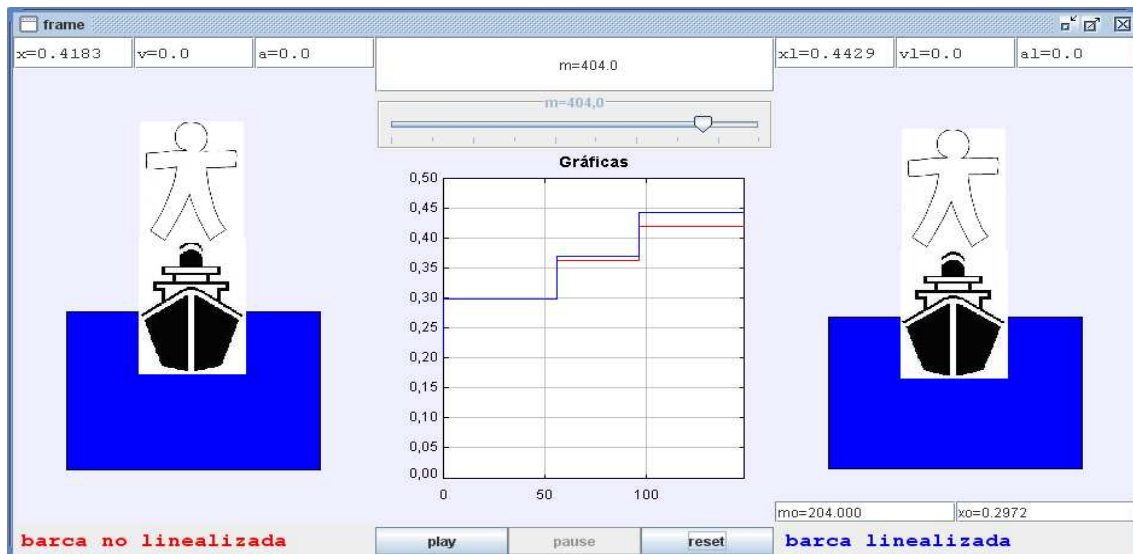 frame
x=0.4183 v=0.0 a=0.0 m=404.0 xl=0.4429 vl=0.0 al=0.0
m=404,0
Gráficas
0,50
0,45
0,40
0,35
0,30
0,25
0,20
0,15
0,10
0,05
0,00
0 50 100
mo=204.000 xo=0.2972
barca no linealizada play pause reset barca linealizada